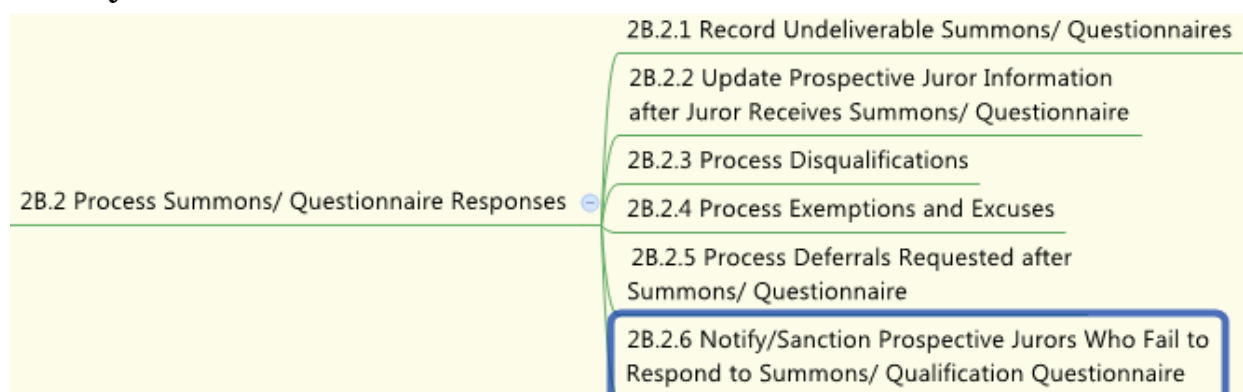 2B.2.1 Record Undeliverable Summons/ Questionnaires
2B.2.2 Update Prospective Juror Information
after Juror Receives Summons/ Questionnaire
2B.2.3 Process Disqualifications
2B.2 Process Summons/ Questionnaire Responses
2B.2.4 Process Exemptions and Excuses
2B.2.5 Process Deferrals Requested after
Summons/ Questionnaire
2B.2.6 Notify/Sanction Prospective Jurors Who Fail to
Respond to Summons/ Qualification Questionnaire